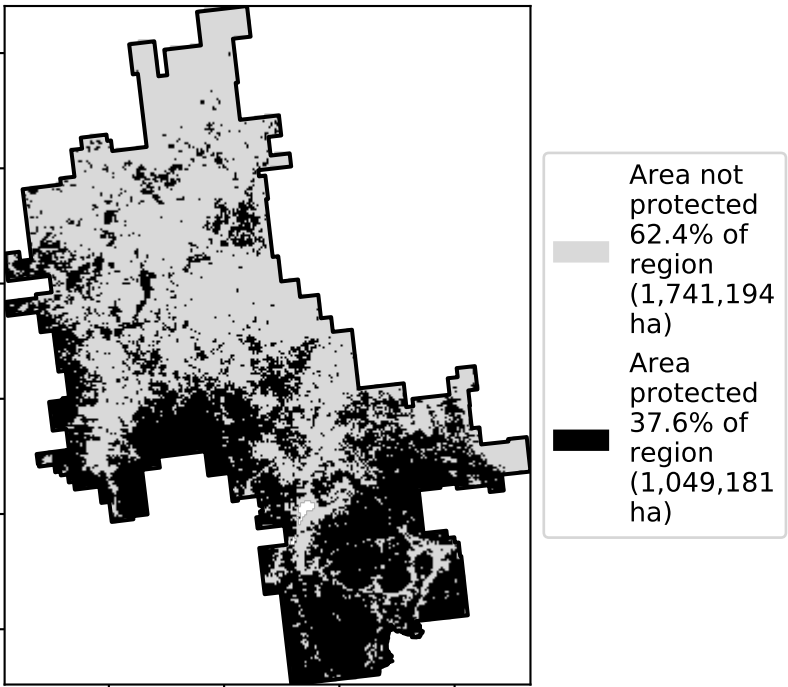 Area not
protected
62.4% of
region
(1,741,194
ha)
Area
protected
37.6% of
region
(1,049,181
ha)